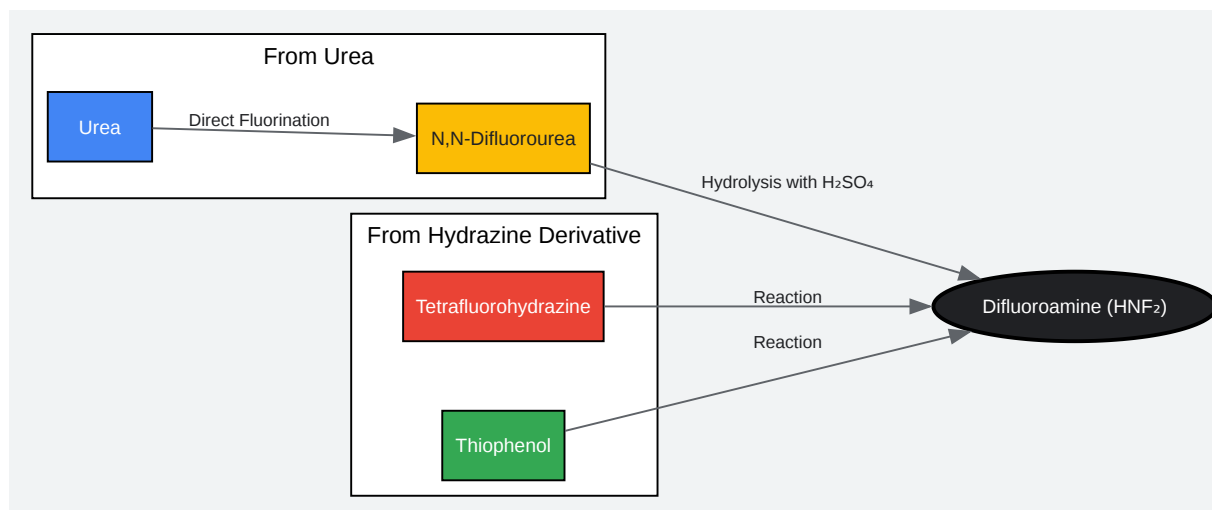 From Urea
Urea
Direct Fluorination
N,N-Difluorourea
Hydrolysis with H₂SO₄
From Hydrazine Derivative
Tetrafluorohydrazine
Reaction
Difluoroamine (HNF₂)
Reaction
Thiophenol